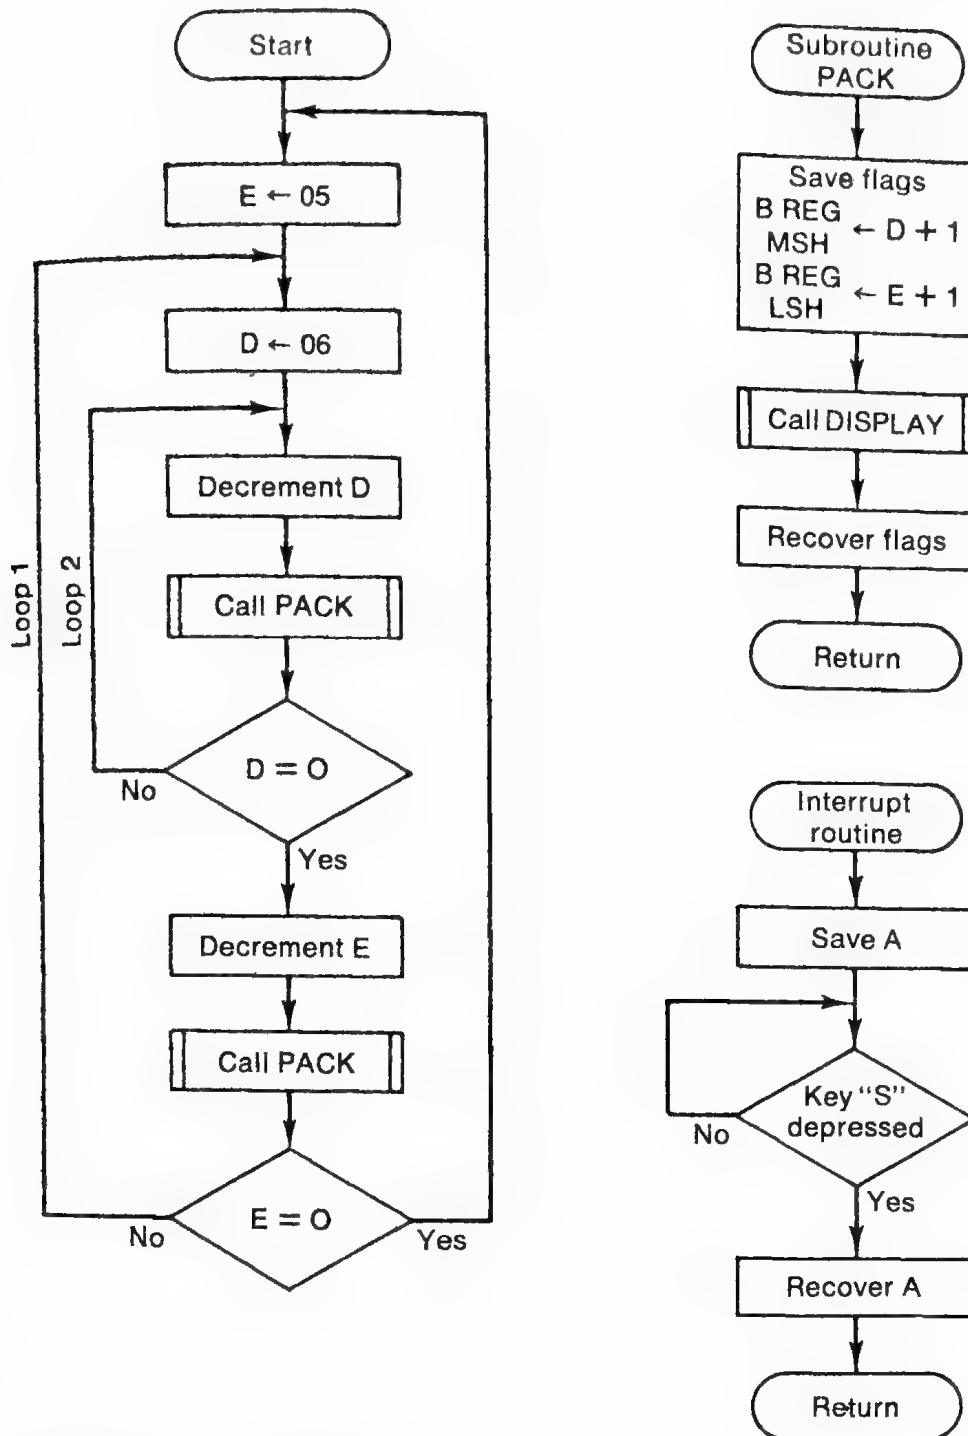 Start
E ← 05
D ← 06
Decrement D
Call PACK
D = O
No
Yes
Decrement E
Call PACK
E = O
No
Yes
Loop 1
Loop 2
Subroutine
PACK
Save flags
B REG
MSH ← D + 1
B REG
LSH ← E + 1
Call DISPLAY
Recover flags
Return
Interrupt
routine
Save A
Key “S”
depressed
No
Yes
Recover A
Return